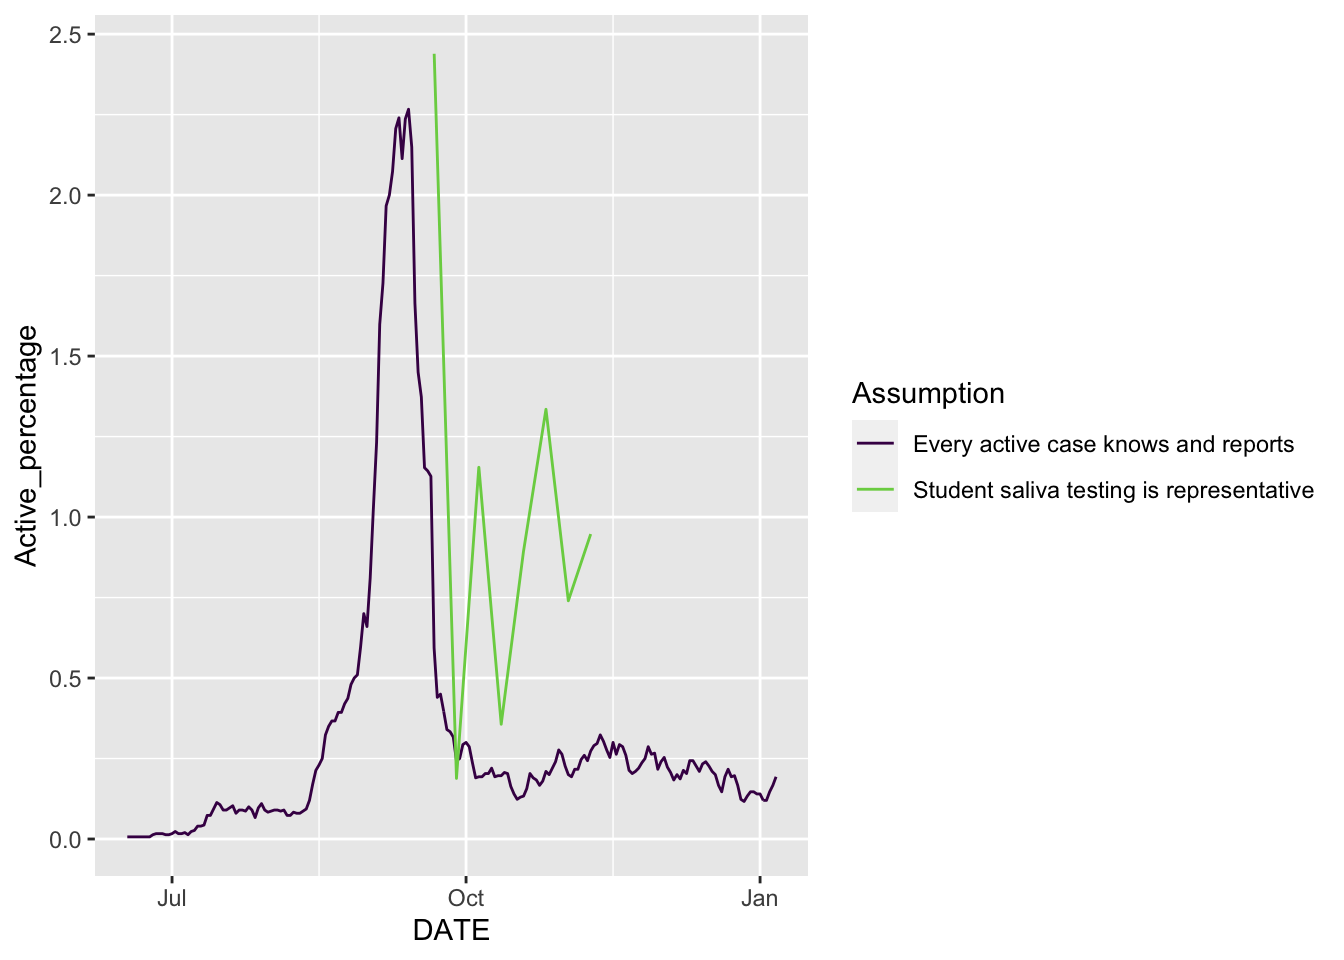 2.5
2.0
1.5
1.0
0.5
0.0
Active_percentage
Jul
Oct
Jan
DATE
Assumption
Every active case knows and reports
Student saliva testing is representative